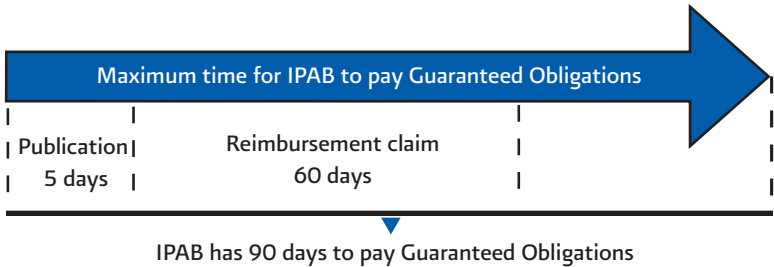 Maximum time for IPAB to pay Guaranteed Obligations
Publication
5 days
Reimbursement claim
60 days
IPAB has 90 days to pay Guaranteed Obligations